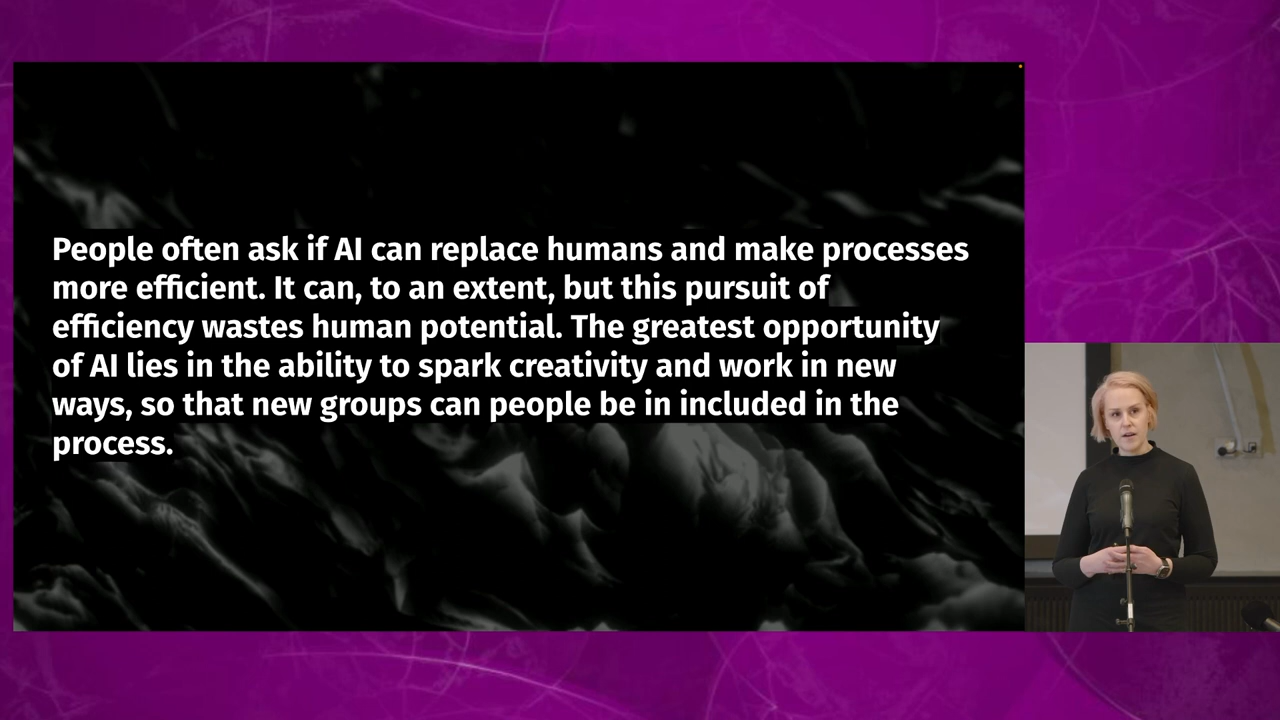 People often ask if AI can replace humans and make processes
more efficient. It can, to an extent, but this pursuit of
efficiency wastes human potential. The greatest opportunity
of AI lies in the ability to spark creativity and work in new
ways, so that new groups can people be in included in the
process.